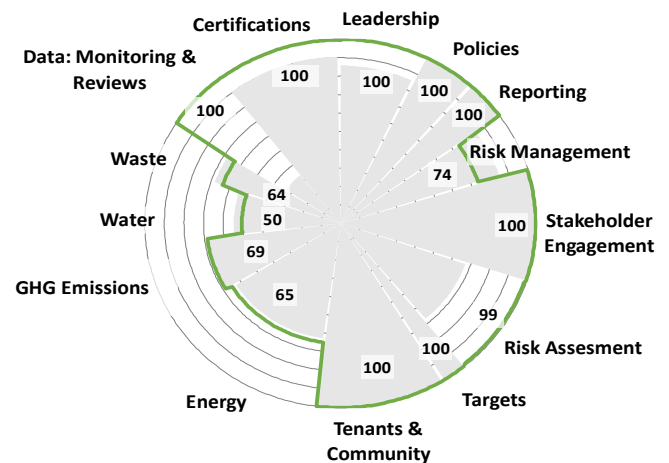 Leadership
100
Policies
100
Reporting
100
Risk Management
74
Stakeholder
Engagement
100
Risk Assesment
99
Targets
100
Tenants &
Community
100
Energy
65
GHG Emissions
69
Water
50
Waste
64
Data: Monitoring &
Reviews
100
Certifications
100